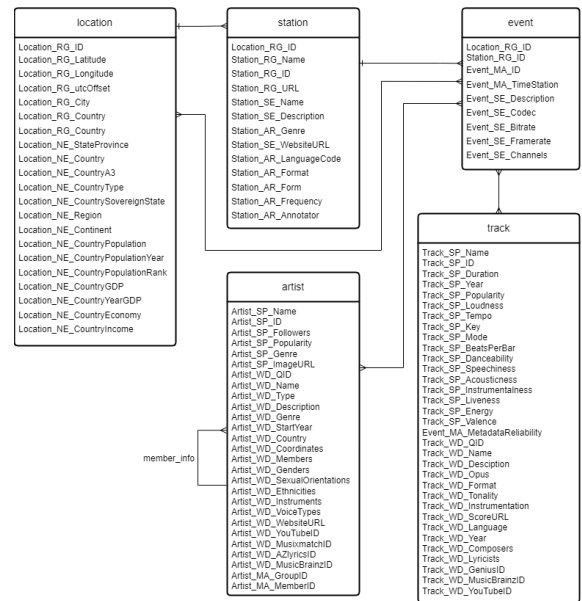 location
Location_RG_ID
Location_RG_Latitude
Location_RG_Longitude
Location_RG_utcOffset
Location_RG_City
Location_RG_Country
Location_RG_Country
Location_NE_StateProvince
Location_NE_Country
Location_NE_CountryA3
Location_NE_CountryType
Location_NE_CountrySovereignState
Location_NE_Region
Location_NE_Continent
Location_NE_CountryPopulation
Location_NE_CountryPopulationYear
Location_NE_CountryPopulationRank
Location_NE_CountryGDP
Location_NE_CountryYearGDP
Location_NE_CountryEconomy
Location_NE_CountryIncome
station
Location_RG_ID
Station_RG_Name
Station_RG_ID
Station_RG_URL
Station_SE_Name
Station_SE_Description
Station_AR_Genre
Station_SE_WebsiteURL
Station_AR_LanguageCode
Station_AR_Format
Station_AR_Form
Station_AR_Frequency
Station_AR_Annotator
event
Location_RG_ID
Station_RG_ID
Event_MA_ID
Event_MA_TimeStation
Event_SE_Description
Event_SE_Codec
Event_SE_Bitrate
Event_SE_Framerate
Event_SE_Channels
artist
Artist_SP_Name
Artist_SP_ID
Artist_SP_Followers
Artist_SP_Popularity
Artist_SP_Genre
Artist_SP_ImageURL
Artist_WD_QID
Artist_WD_Name
Artist_WD_Type
Artist_WD_Description
Artist_WD_Genre
Artist_WD_StartYear
Artist_WD_Country
Artist_WD_Coordinates
Artist_WD_Members
Artist_WD_Genders
Artist_WD_SexualOrientations
Artist_WD_Ethnicities
Artist_WD_Instruments
Artist_WD_VoiceTypes
Artist_WD_WebsiteURL
Artist_WD_YouTubeID
Artist_WD_MusixmatchID
Artist_WD_AZlyricsID
Artist_WD_MusicBrainzID
Artist_MA_GroupID
Artist_MA_MemberID
member_info
track
Track_SP_Name
Track_SP_ID
Track_SP_Duration
Track_SP_Year
Track_SP_Popularity
Track_SP_Loudness
Track_SP_Tempo
Track_SP_Key
Track_SP_Mode
Track_SP_BeatsPerBar
Track_SP_Danceability
Track_SP_Speechiness
Track_SP_Acousticness
Track_SP_Instrumentalness
Track_SP_Liveness
Track_SP_Energy
Track_SP_Valence
Event_MA_MetadataReliability
Track_WD_QID
Track_WD_Name
Track_WD_Desciption
Track_WD_Opus
Track_WD_Format
Track_WD_Tonality
Track_WD_Instrumentation
Track_WD_ScoreURL
Track_WD_Language
Track_WD_Year
Track_WD_Composers
Track_WD_Lyricists
Track_WD_GeniusID
Track_WD_MusicBrainzID
Track_WD_YouTubeID